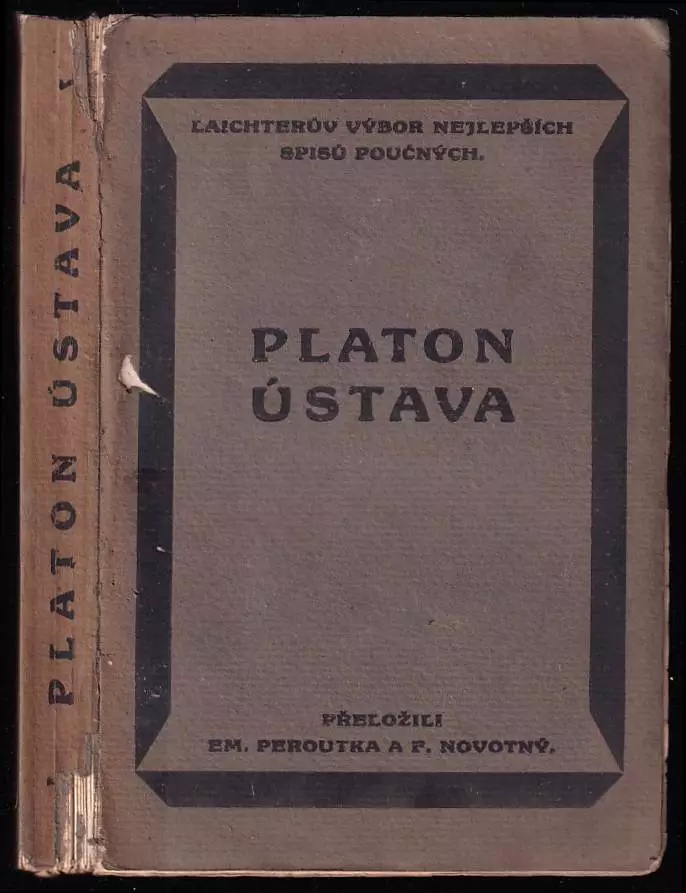 LAICHTERŮV VÝBOR NEJLEPŠÍCH
SPISŮ POUČNÝCH.
PLATON
ÚSTAVA
PŘELOŽILI
EM. PEROUTKA A F. NOVOTNÝ.
PLATON ÚSTAVA